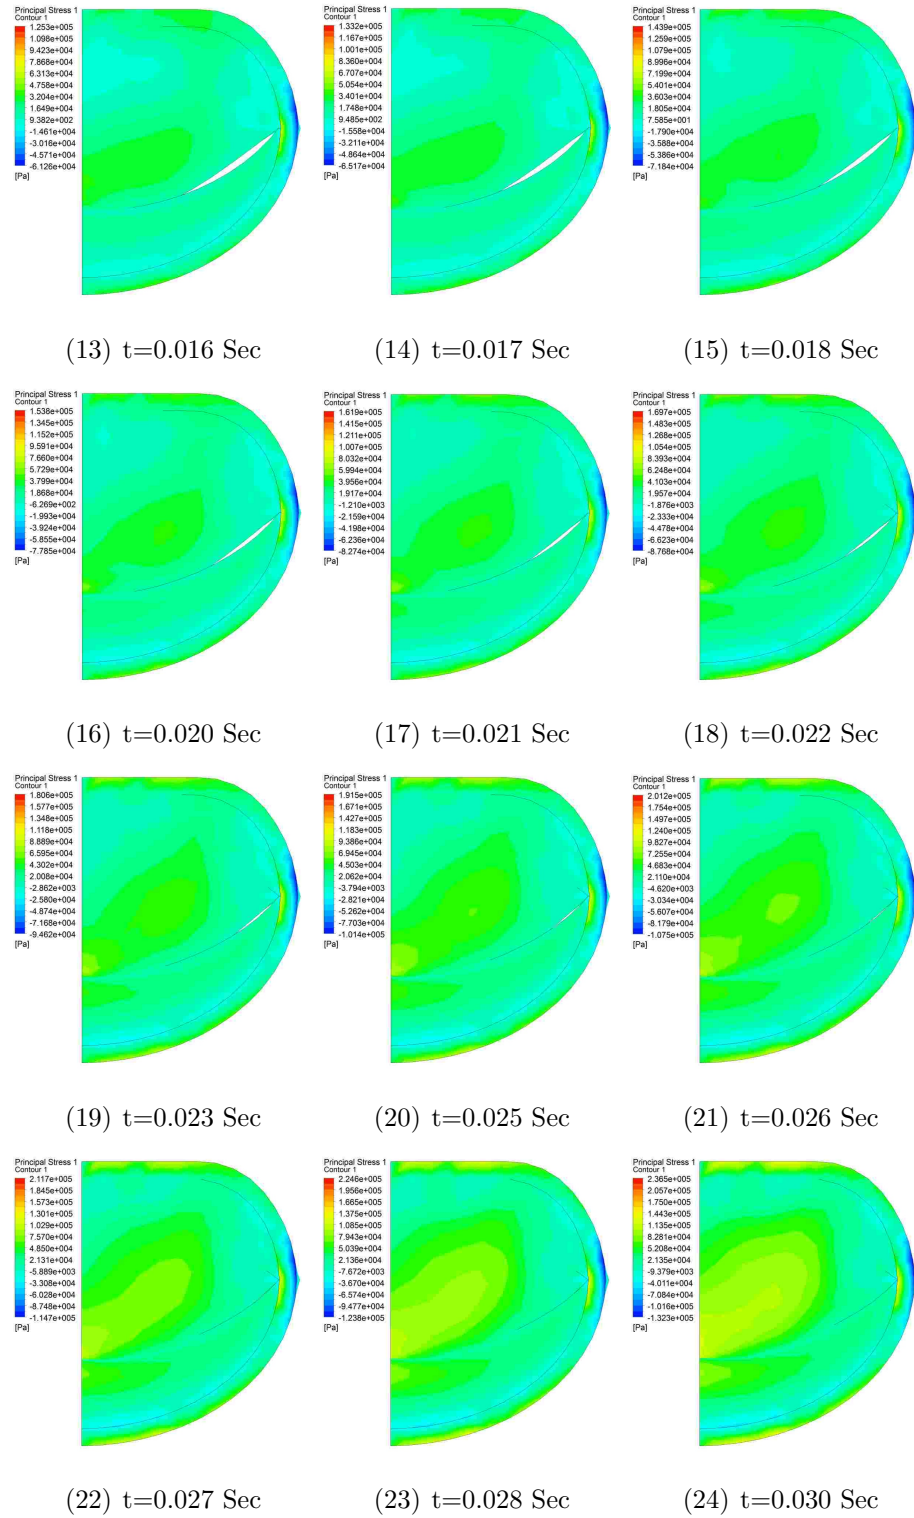 Principal Stress 1
Contour 1
1.253e+005
1.098e+005
9.423e+004
7.868e+004
6.313e+004
4.758e+004
3.204e+004
1.649e+004
9.382e+002
-1.461e+004
-3.016e+004
-4.571e+004
-6.126e+004
[Pa]
(13) t=0.016 Sec
Principal Stress 1
Contour 1
1.332e+005
1.167e+005
1.001e+005
8.360e+004
6.707e+004
5.054e+004
3.401e+004
1.748e+004
9.485e+002
-1.558e+004
-3.211e+004
-4.864e+004
-6.517e+004
[Pa]
(14) t=0.017 Sec
Principal Stress 1
Contour 1
1.439e+005
1.259e+005
1.079e+005
8.996e+004
7.199e+004
5.401e+004
3.603e+004
1.805e+004
7.585e+001
-1.790e+004
-3.588e+004
-5.386e+004
-7.184e+004
[Pa]
(15) t=0.018 Sec
Principal Stress 1
Contour 1
1.538e+005
1.345e+005
1.152e+005
9.591e+004
7.660e+004
5.729e+004
3.799e+004
1.868e+004
-6.269e+002
-1.993e+004
-3.924e+004
-5.855e+004
-7.785e+004
[Pa]
(16) t=0.020 Sec
Principal Stress 1
Contour 1
1.619e+005
1.415e+005
1.211e+005
1.007e+005
8.032e+004
5.994e+004
3.956e+004
1.917e+004
-1.210e+003
-2.159e+004
-4.198e+004
-6.236e+004
-8.274e+004
[Pa]
(17) t=0.021 Sec
Principal Stress 1
Contour 1
1.697e+005
1.483e+005
1.268e+005
1.054e+005
8.393e+004
6.248e+004
4.103e+004
1.957e+004
-1.876e+003
-2.333e+004
-4.478e+004
-6.623e+004
-8.768e+004
[Pa]
(18) t=0.022 Sec
Principal Stress 1
Contour 1
1.806e+005
1.577e+005
1.348e+005
1.118e+005
8.889e+004
6.595e+004
4.302e+004
2.008e+004
-2.862e+003
-2.580e+004
-4.874e+004
-7.168e+004
-9.462e+004
[Pa]
(19) t=0.023 Sec
Principal Stress 1
Contour 1
1.915e+005
1.671e+005
1.427e+005
1.183e+005
9.386e+004
6.945e+004
4.503e+004
2.062e+004
-3.794e+003
-2.821e+004
-5.262e+004
-7.703e+004
-1.014e+005
[Pa]
(20) t=0.025 Sec
Principal Stress 1
Contour 1
2.012e+005
1.754e+005
1.497e+005
1.240e+005
9.827e+004
7.255e+004
4.683e+004
2.110e+004
-4.620e+003
-3.034e+004
-5.607e+004
-8.179e+004
-1.075e+005
[Pa]
(21) t=0.026 Sec
Principal Stress 1
Contour 1
2.117e+005
1.845e+005
1.573e+005
1.301e+005
1.029e+005
7.570e+004
4.850e+004
2.131e+004
-5.889e+003
-3.308e+004
-6.028e+004
-8.748e+004
-1.147e+005
[Pa]
(22) t=0.027 Sec
Principal Stress 1
Contour 1
2.246e+005
1.956e+005
1.665e+005
1.375e+005
1.085e+005
7.943e+004
5.039e+004
2.136e+004
-7.672e+003
-3.670e+004
-6.574e+004
-9.477e+004
-1.238e+005
[Pa]
(23) t=0.028 Sec
Principal Stress 1
Contour 1
2.365e+005
2.057e+005
1.750e+005
1.443e+005
1.135e+005
8.281e+004
5.208e+004
2.135e+004
-9.379e+003
-4.011e+004
-7.084e+004
-1.016e+005
-1.323e+005
[Pa]
(24) t=0.030 Sec